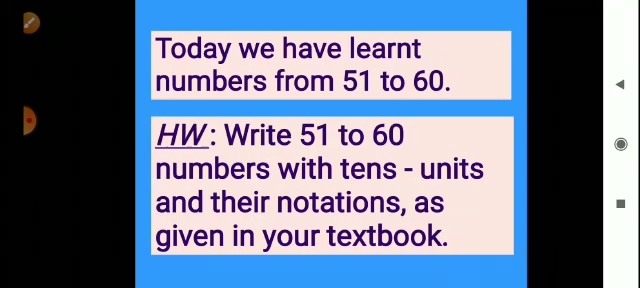 Today we have learnt
numbers from 51 to 60.
HW : Write 51 to 60
numbers with tens - units
and their notations, as
given in your textbook.